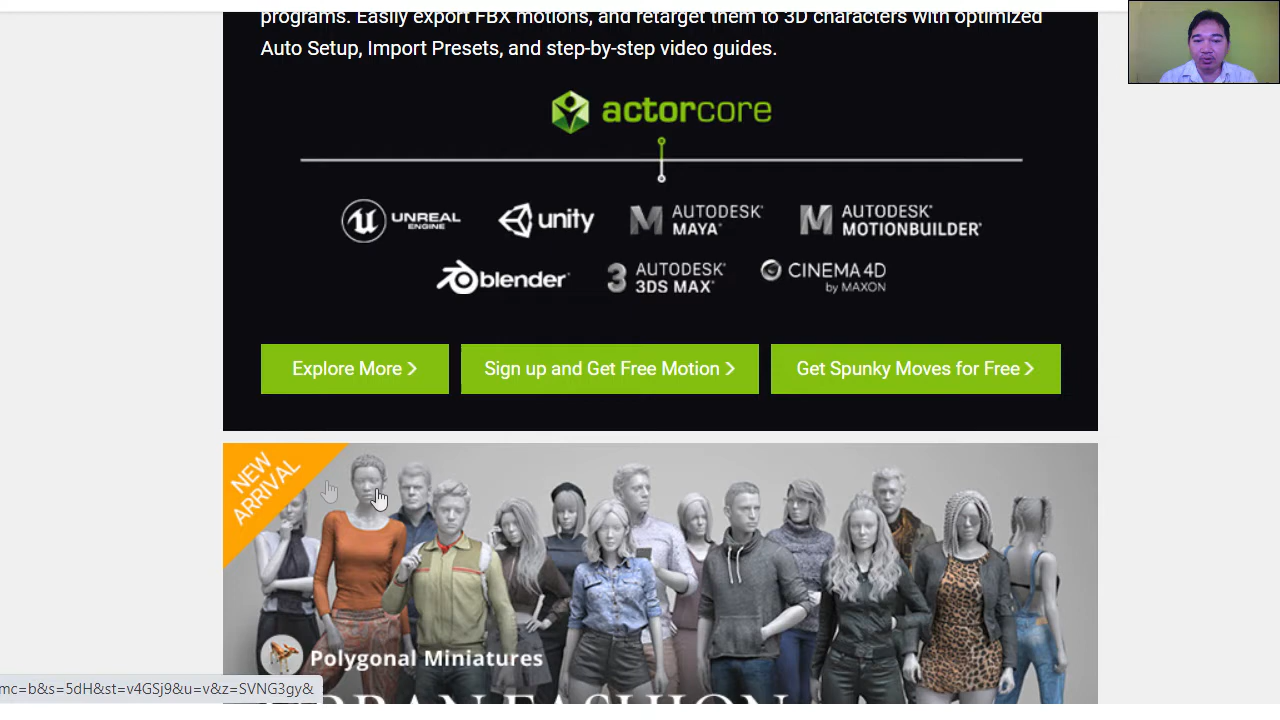 programs. Easily export FBX motions, and retarget them to 3D characters with optimized
Auto Setup, Import Presets, and step-by-step video guides.
actorcore
UNREAL
ENGINE
unity
AUTODESK®
MAYA®
AUTODESK®
MOTIONBUILDER®
blender
3
AUTODESK®
3DS MAX®
CINEMA 4D
by MAXON
Explore More >
Sign up and Get Free Motion >
Get Spunky Moves for Free >
NEW
ARRIVAL
Polygonal Miniatures
URBAN FASHION
mc=b&s=5dH&st=v4GSj9&u=v&z=SVNG3gy&